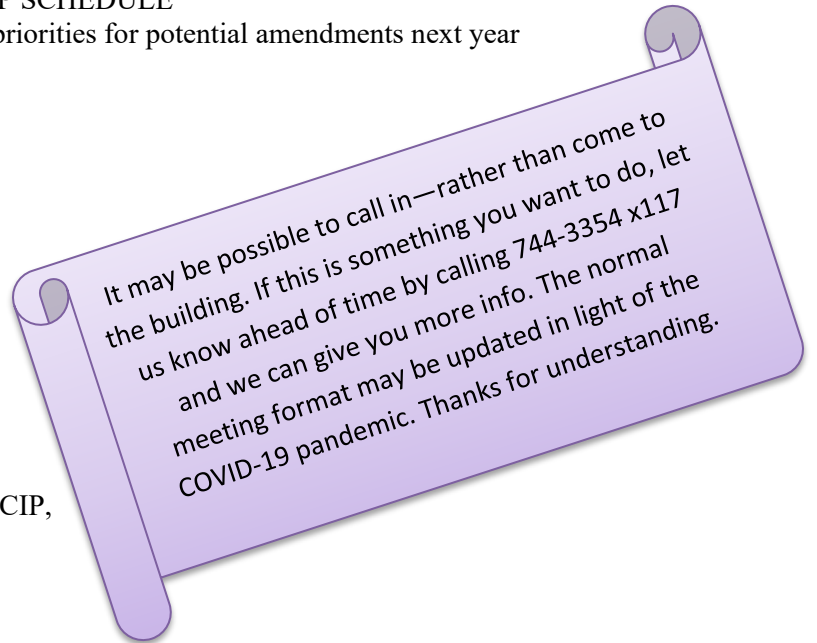 SCHEDULE
priorities for potential amendments next year
It may be possible to call in—rather than come to
the building. If this is something you want to do, let
us know ahead of time by calling 744-3354 x117
and we can give you more info. The normal
meeting format may be updated in light of the
COVID-19 pandemic. Thanks for understanding.
CIP,